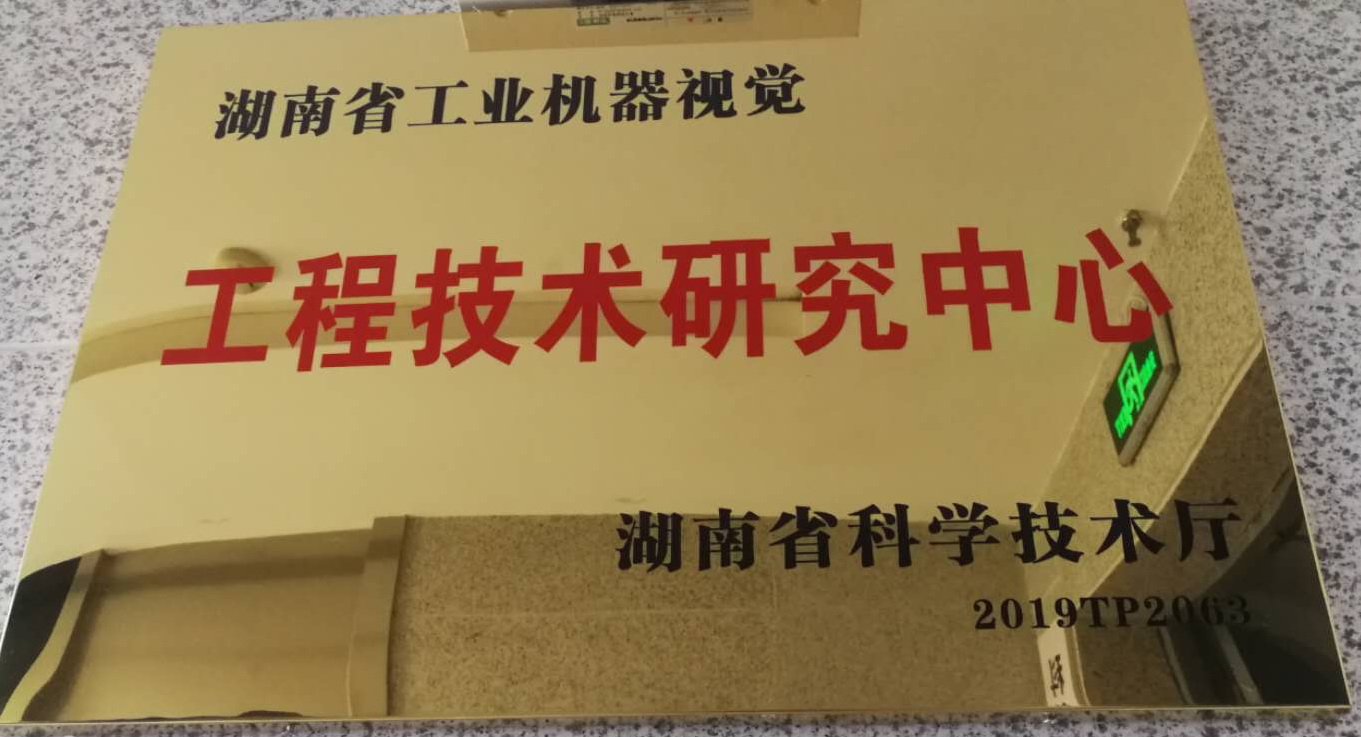 湖南省工业机器视觉
工程技术研究中心
湖南省科学技术厅
2019TP2063